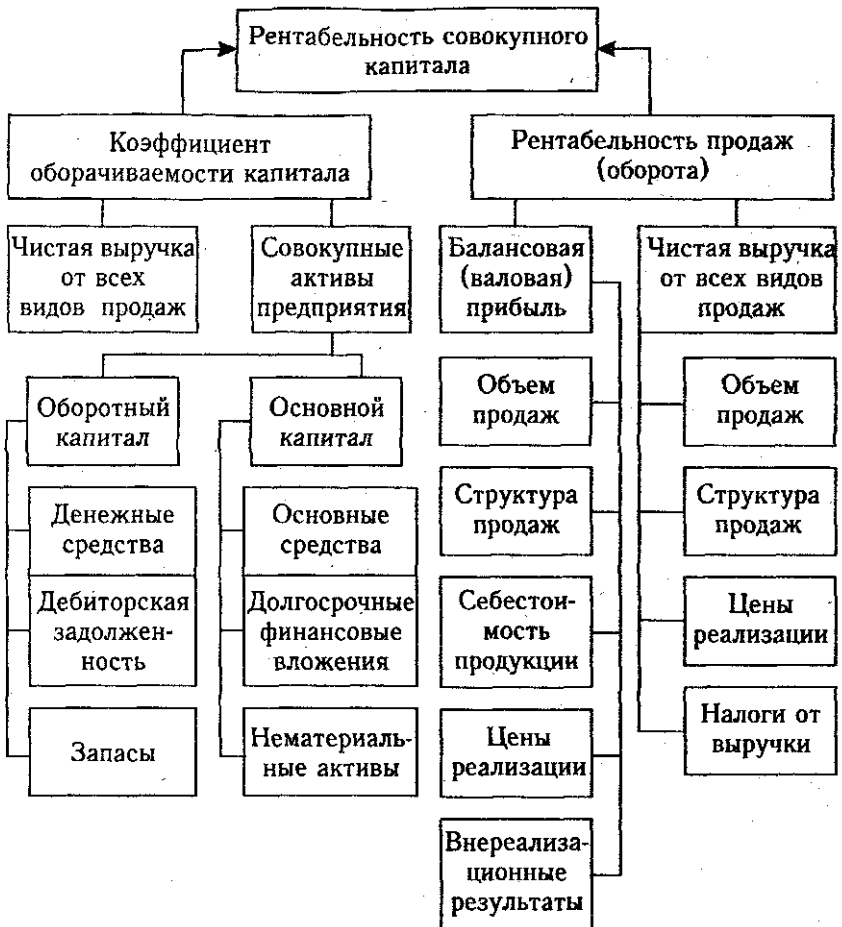 Рентабельность совокупного
капитала
Коэффициент
оборачиваемости капитала
Рентабельность продаж
(оборота)
Чистая выручка
от всех
видов продаж
Совокупные
активы
предприятия
Балансовая
(валовая)
прибыль
Чистая выручка
от всех видов
продаж
Оборотный
капитал
Основной
капитал
Объем
продаж
Объем
продаж
Денежные
средства
Основные
средства
Структура
продаж
Структура
продаж
Дебиторская
задолжен-
ность
Долгосрочные
финансовые
вложения
Себестои-
мость
продукции
Цены
реализации
Запасы
Нематериаль-
ные активы
Цены
реализации
Налоги от
выручки
Внереализа-
ционные
результаты